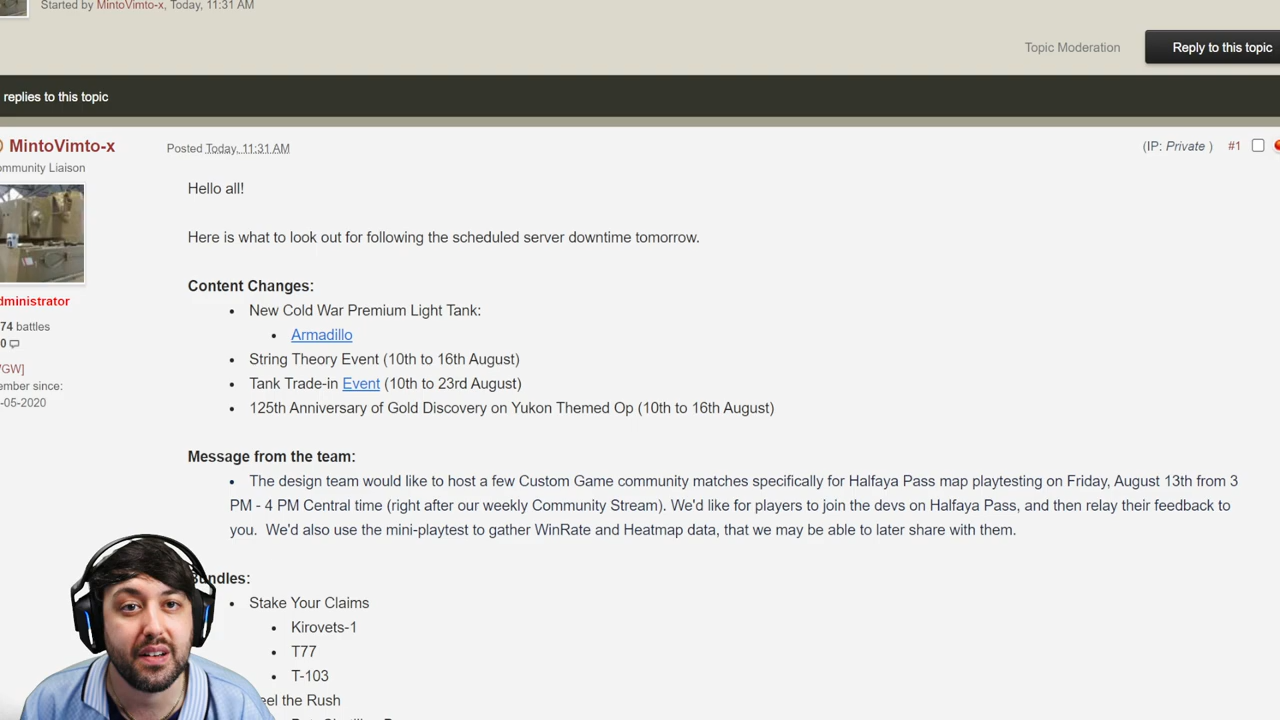 Started by MintoVimto-x, Today, 11:31 AM
Topic Moderation
Reply to this topic
replies to this topic
MintoVimto-x
Posted Today, 11:31 AM
(IP: Private ) #1
ommunity Liaison
Hello all!
Here is what to look out for following the scheduled server downtime tomorrow.
Content Changes:
dministrator
• New Cold War Premium Light Tank:
74 battles
• Armadillo
0
• String Theory Event (10th to 16th August)
GW]
• Tank Trade-in Event (10th to 23rd August)
ember since:
-05-2020
• 125th Anniversary of Gold Discovery on Yukon Themed Op (10th to 16th August)
Message from the team:
• The design team would like to host a few Custom Game community matches specifically for Halfaya Pass map playtesting on Friday, August 13th from 3
PM - 4 PM Central time (right after our weekly Community Stream). We'd like for players to join the devs on Halfaya Pass, and then relay their feedback to
you. We'd also use the mini-playtest to gather WinRate and Heatmap data, that we may be able to later share with them.
Bundles:
• Stake Your Claims
• Kirovets-1
• T77
• T-103
eel the Rush